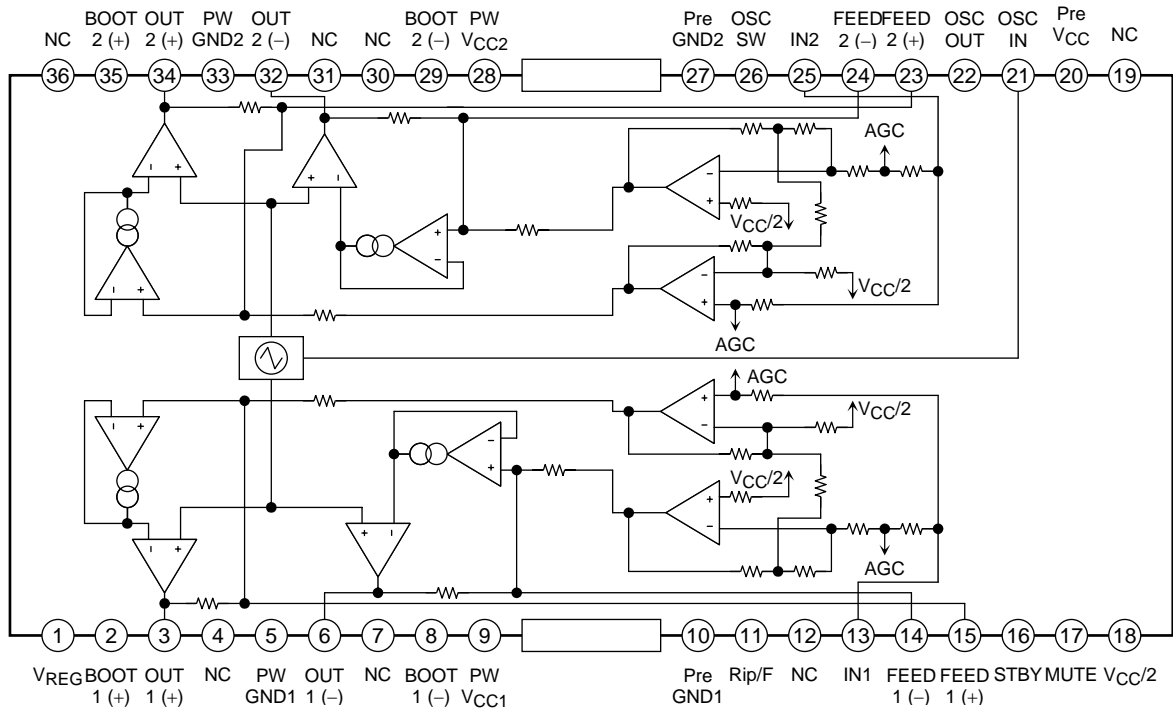 BOOT OUT PW OUT BOOT PW Pre OSC FEED FEED OSC OSC Pre
NC 2 (+) 2 (+) GND2 2 (−) NC NC 2 (−) VCC2 GND2 SW IN2 2 (−) 2 (+) OUT IN VCC NC
36 35 34 33 32 31 30 29 28 27 26 25 24 23 22 21 20 19
AGC
− + + − − +
VCC/2
+ −
− +
VCC/2
− +
AGC
AGC
− + + −
VCC/2
− +
VCC/2
+ −
− + + −
AGC
1 2 3 4 5 6 7 8 9 10 11 12 13 14 15 16 17 18
VREG BOOT OUT NC PW OUT NC BOOT PW Pre Rip/F NC IN1 FEED FEED STBY MUTE VCC/2
1 (+) 1 (+) GND1 1 (−) 1 (−) VCC1 GND1 1 (−) 1 (+)